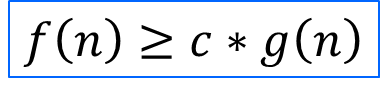 f(n) ≥ c * g(n)